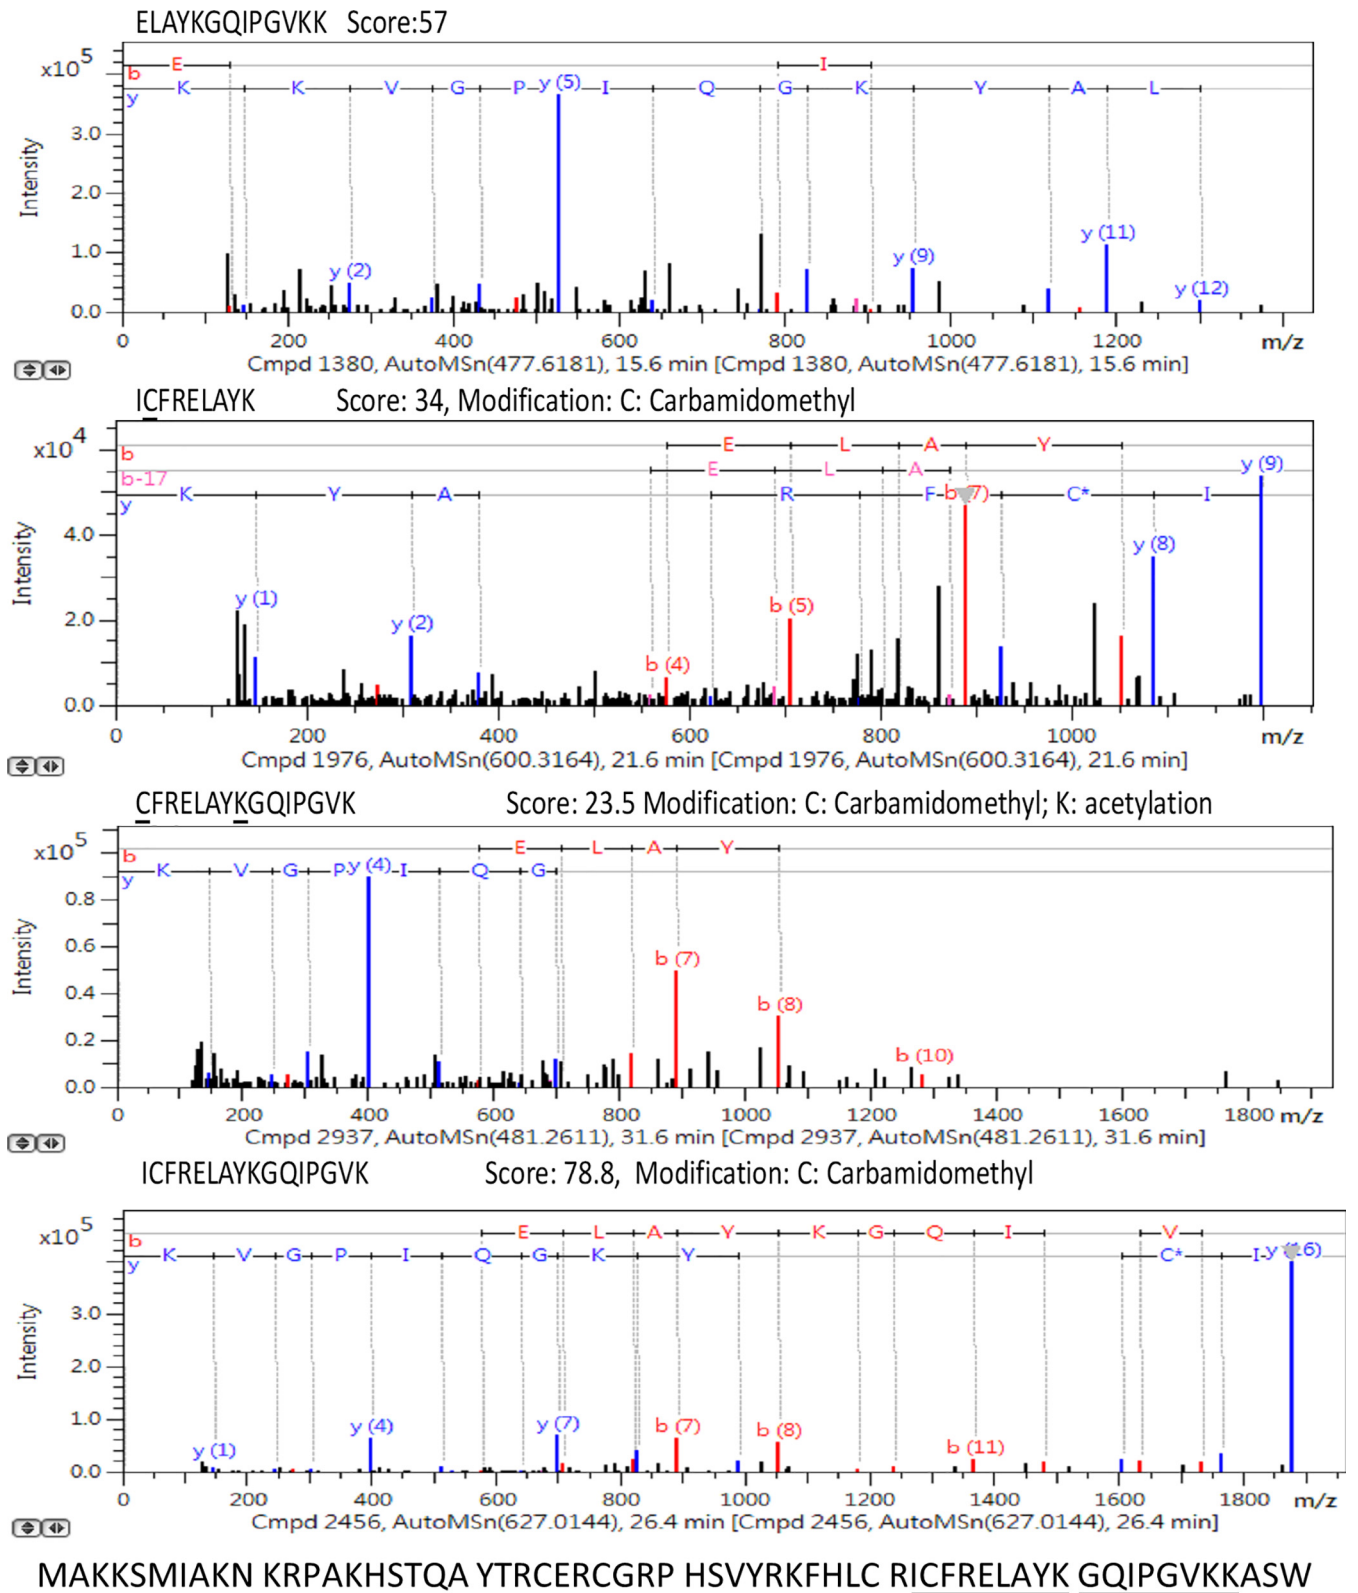 ELAYKGQIPGVKK Score:57
x10^5
b E I
y K K V G P y (5) I Q G K Y A L
Intensity
3.0
2.0
1.0
0.0
y (2)
y (9)
y (11)
y (12)
0 200 400 600 800 1000 1200 m/z
Cmpd 1380, AutoMSn(477.6181), 15.6 min [Cmpd 1380, AutoMSn(477.6181), 15.6 min]
ICFRELAYK Score: 34, Modification: C: Carbamidomethyl
x10^4
b E L A Y
b-17 E L A
y (9)
y K Y A R F b (7) C* I
Intensity
4.0
2.0
0.0
y (8)
y (1)
y (2)
b (5)
b (4)
0 200 400 600 800 1000 m/z
Cmpd 1976, AutoMSn(600.3164), 21.6 min [Cmpd 1976, AutoMSn(600.3164), 21.6 min]
CFRELAYKGQIPGVK Score: 23.5 Modification: C: Carbamidomethyl; K: acetylation
x10^5
b E L A Y
y K V G P y (4) I Q G
Intensity
0.8
0.6
0.4
0.2
0.0
b (7)
b (8)
b (10)
0 200 400 600 800 1000 1200 1400 1600 1800 m/z
Cmpd 2937, AutoMSn(481.2611), 31.6 min [Cmpd 2937, AutoMSn(481.2611), 31.6 min]
ICFRELAYKGQIPGVK Score: 78.8, Modification: C: Carbamidomethyl
x10^5
b E L A Y K G Q I V
y K V G P I Q G K Y C* I y (16)
Intensity
3.0
2.0
1.0
0.0
y (1)
y (4)
y (7)
b (7)
b (8)
b (11)
0 200 400 600 800 1000 1200 1400 1600 1800 m/z
Cmpd 2456, AutoMSn(627.0144), 26.4 min [Cmpd 2456, AutoMSn(627.0144), 26.4 min]
MAKKSMIAKN KRPAKHSTQA YTRCERCGRP HSVYRKFHLC RICFRELAYK GQIPGVKKASW